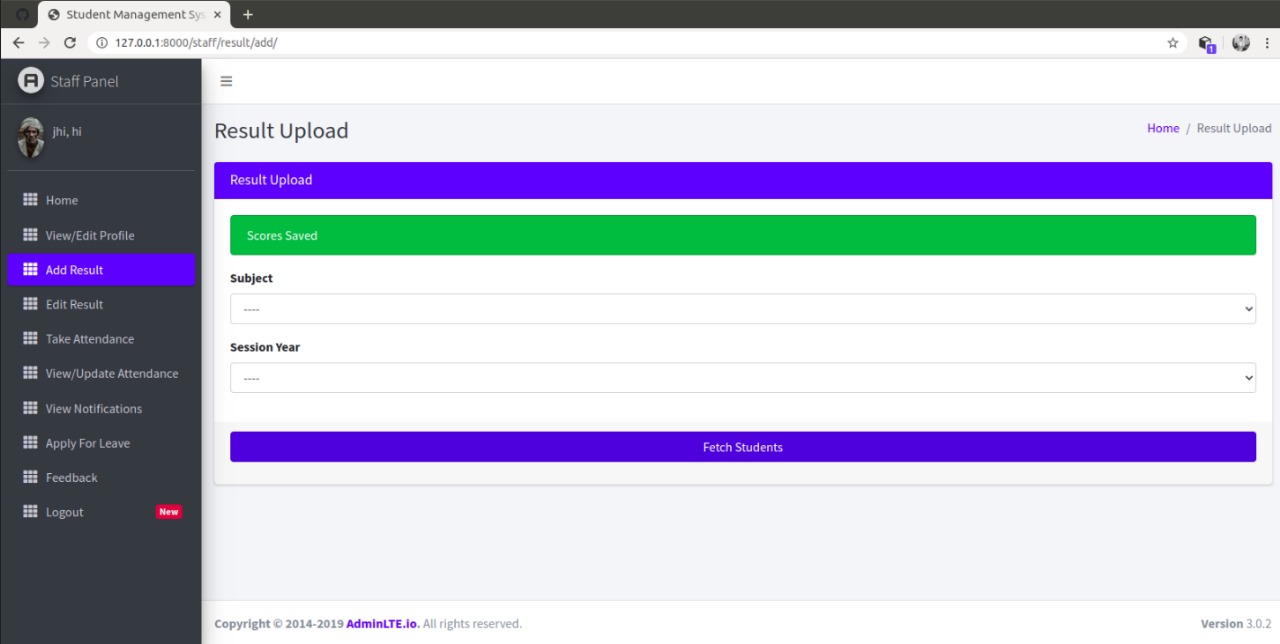 Student Management Sys
127.0.0.1:8000/staff/result/add/
1
Staff Panel
jhi, hi
Home
View/Edit Profile
Add Result
Edit Result
Take Attendance
View/Update Attendance
View Notifications
Apply For Leave
Feedback
Logout New
Result Upload
Home / Result Upload
Result Upload
Scores Saved
Subject
----
Session Year
----
Fetch Students
Copyright © 2014-2019 AdminLTE.io. All rights reserved.
Version 3.0.2